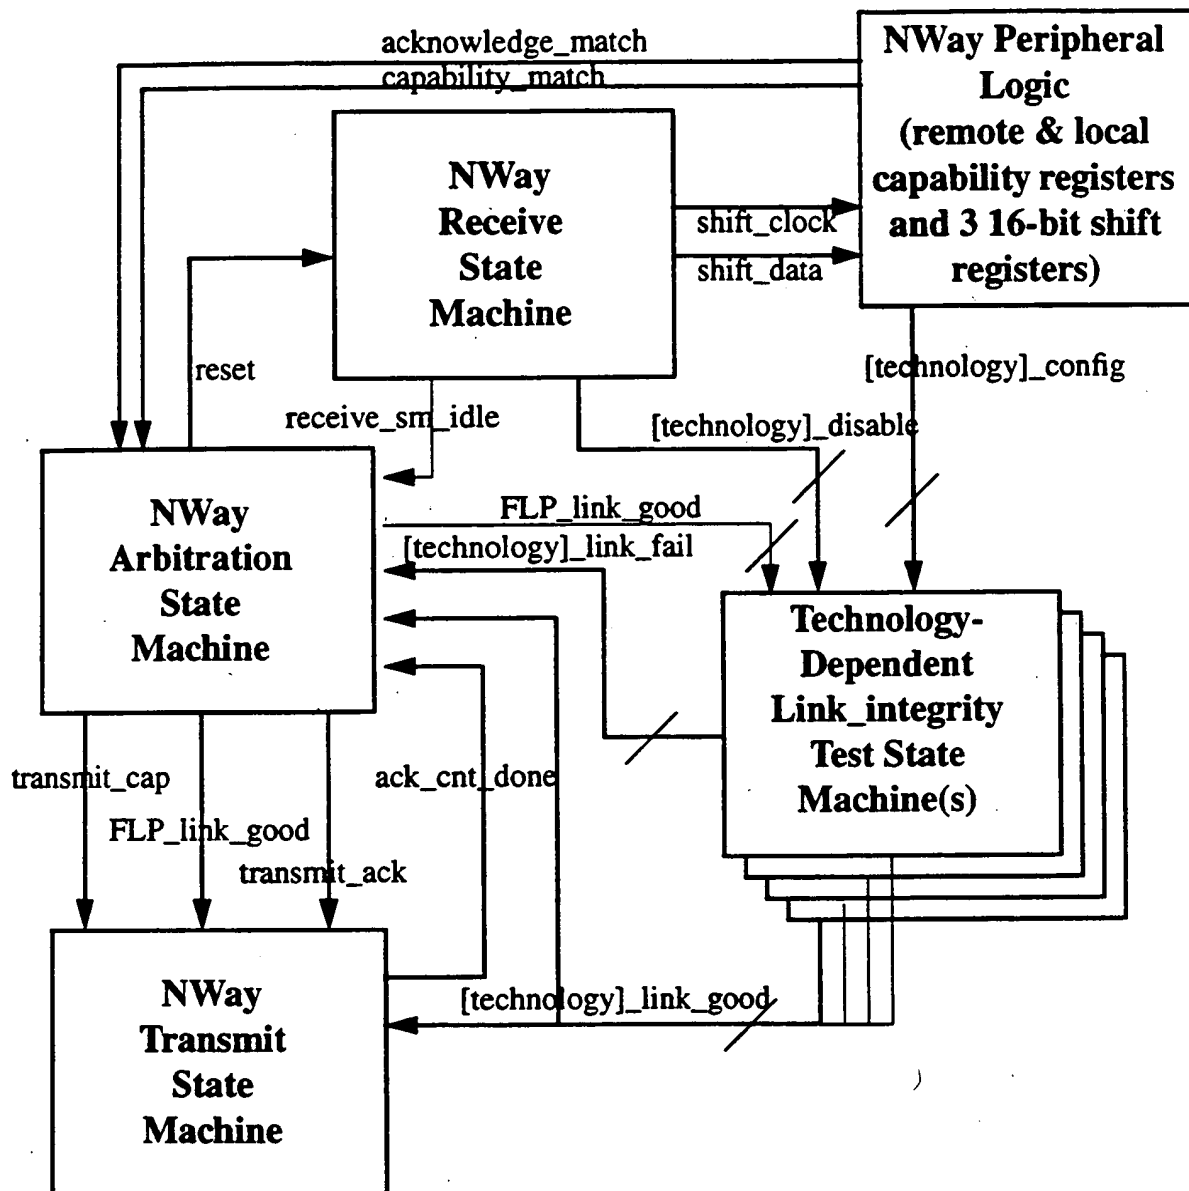 acknowledge_match
capability_match
NWay Peripheral
Logic
(remote & local
capability registers
and 3 16-bit shift
registers)
NWay
Receive
State
Machine
shift_clock
shift_data
reset
receive_sm_idle
[technology]_disable
[technology]_config
NWay
Arbitration
State
Machine
FLP_link_good
[technology]_link_fail
Technology-
Dependent
Link_integrity
Test State
Machine(s)
transmit_cap
FLP_link_good
transmit_ack
ack_cnt_done
[technology]_link_good
NWay
Transmit
State
Machine